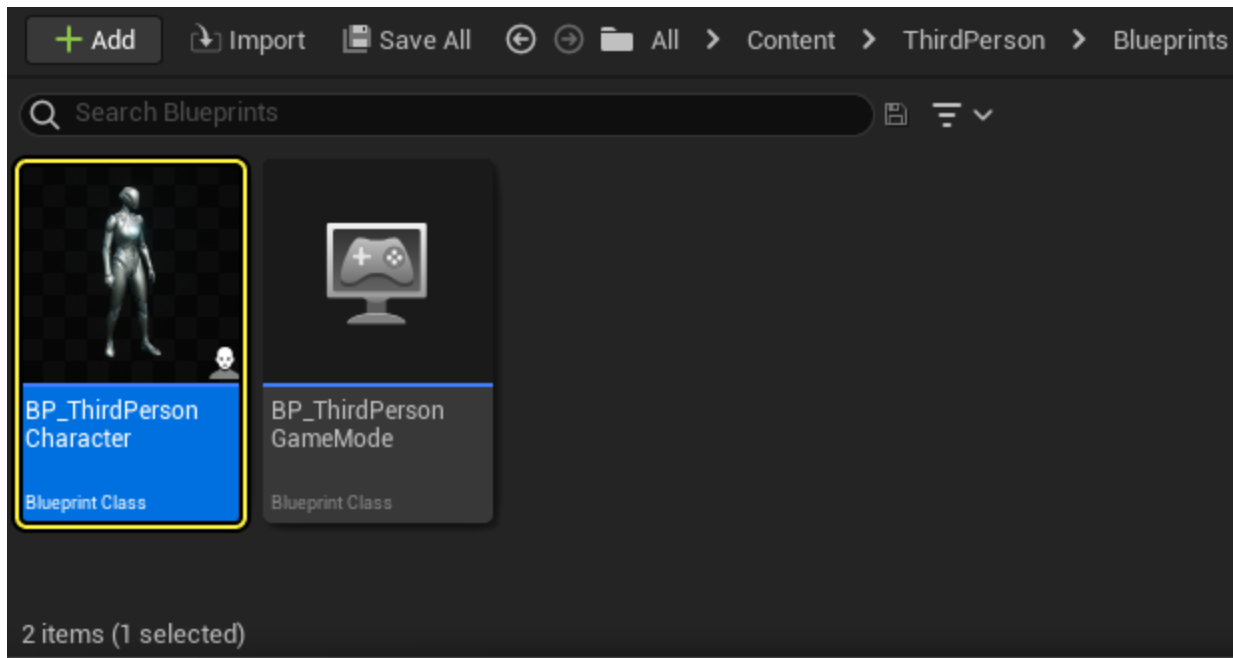 + Add Import Save All All > Content > ThirdPerson > Blueprints
Search Blueprints
BP_ThirdPerson
Character
Blueprint Class
BP_ThirdPerson
GameMode
Blueprint Class
2 items (1 selected)